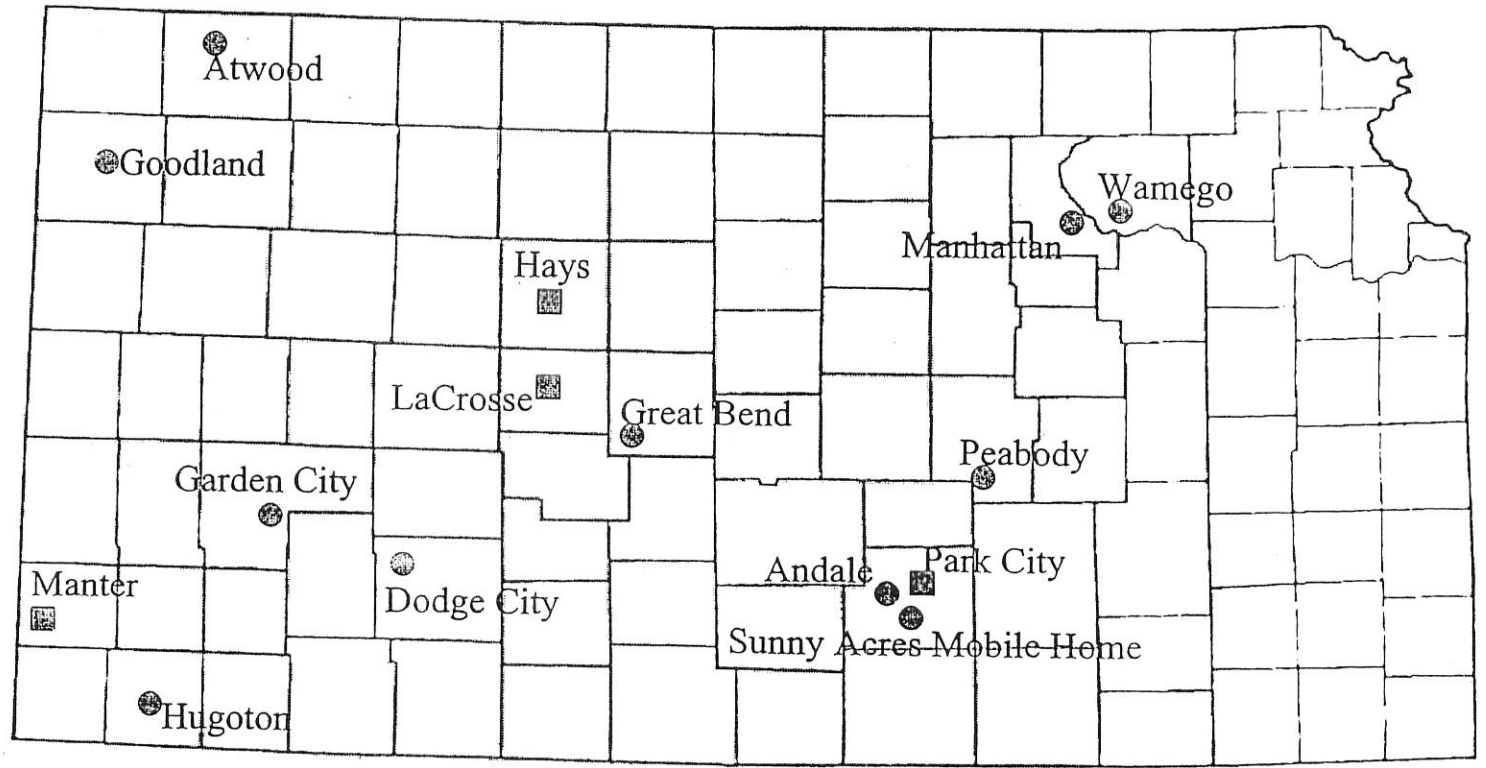 Atwood
Goodland
Wamego
Manhattan
Hays
LaCrosse
Great Bend
Peabody
Garden City
Park City
Andale
Manter
Dodge City
Sunny Acres Mobile Home
Hugoton